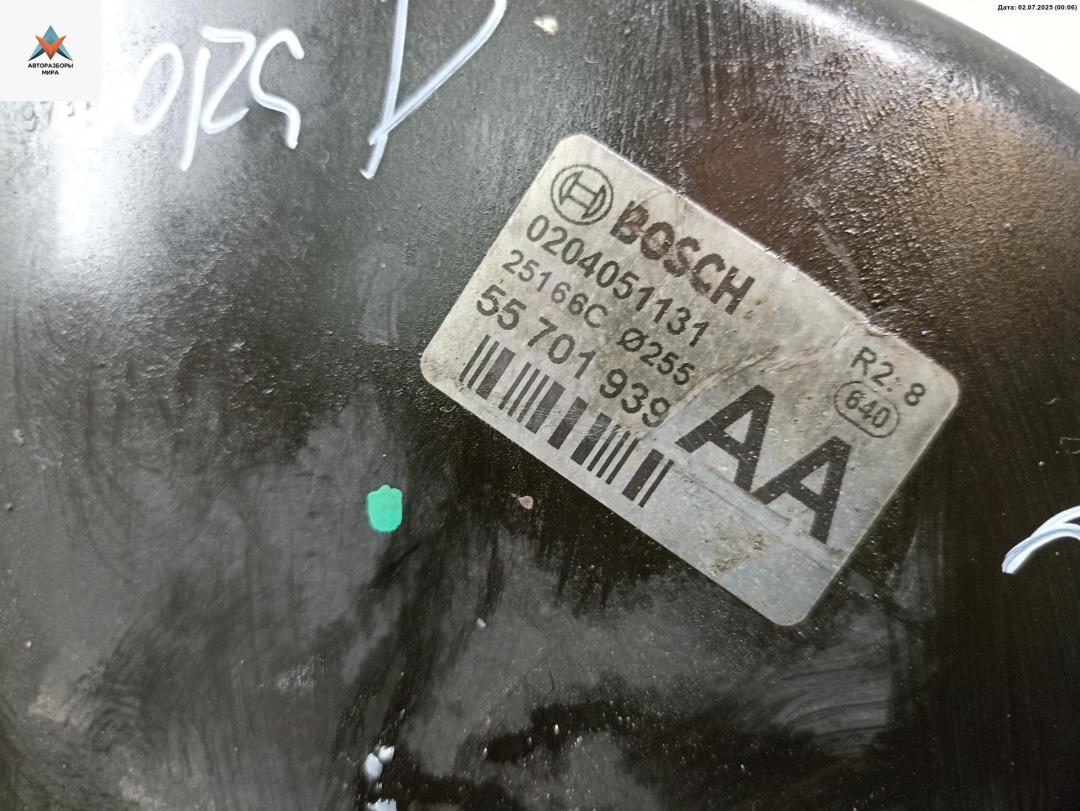 Дата: 02.07.2025 (00:06)
АВТОРАЗБОРЫ
МИРА
BOSCH
0204051131
25166C Ø255
55 701 939
R2: 8
640
AA